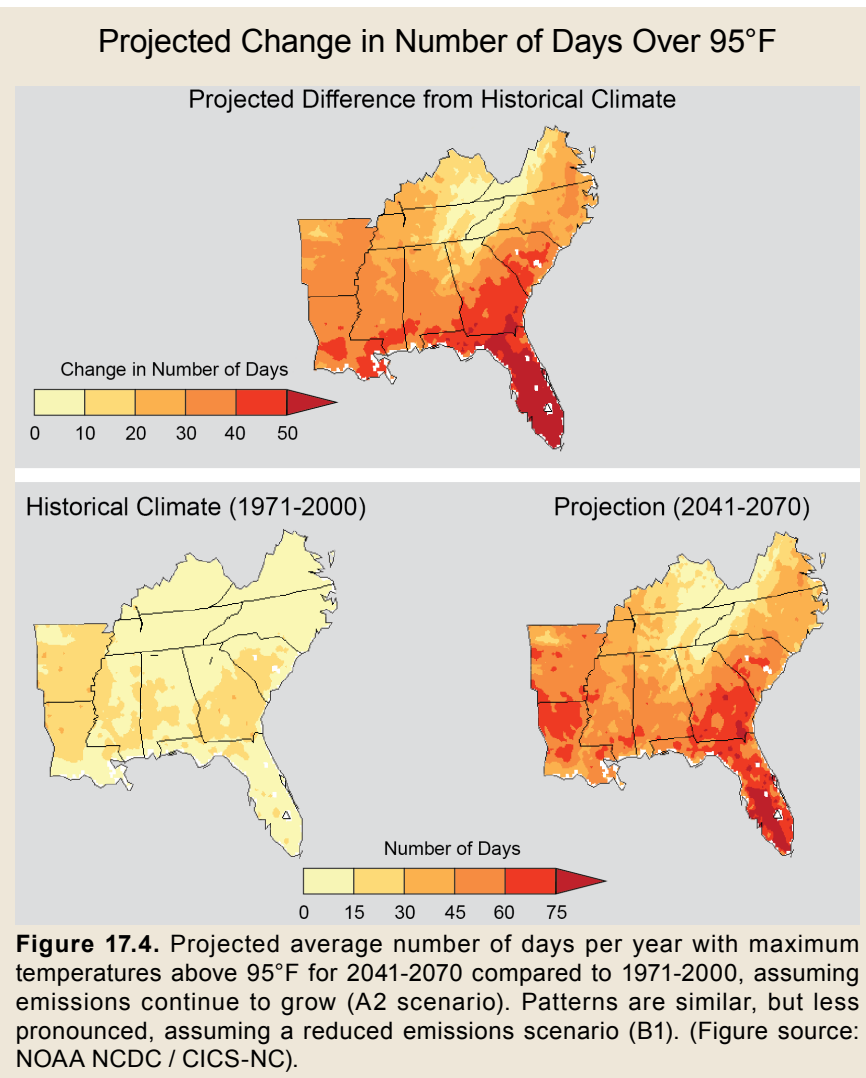 Projected Change in Number of Days Over 95°F
Projected Difference from Historical Climate
Change in Number of Days
0 10 20 30 40 50
Historical Climate (1971-2000)
Projection (2041-2070)
Number of Days
0 15 30 45 60 75
Figure 17.4. Projected average number of days per year with maximum
temperatures above 95°F for 2041-2070 compared to 1971-2000, assuming
emissions continue to grow (A2 scenario). Patterns are similar, but less
pronounced, assuming a reduced emissions scenario (B1). (Figure source:
NOAA NCDC / CICS-NC).